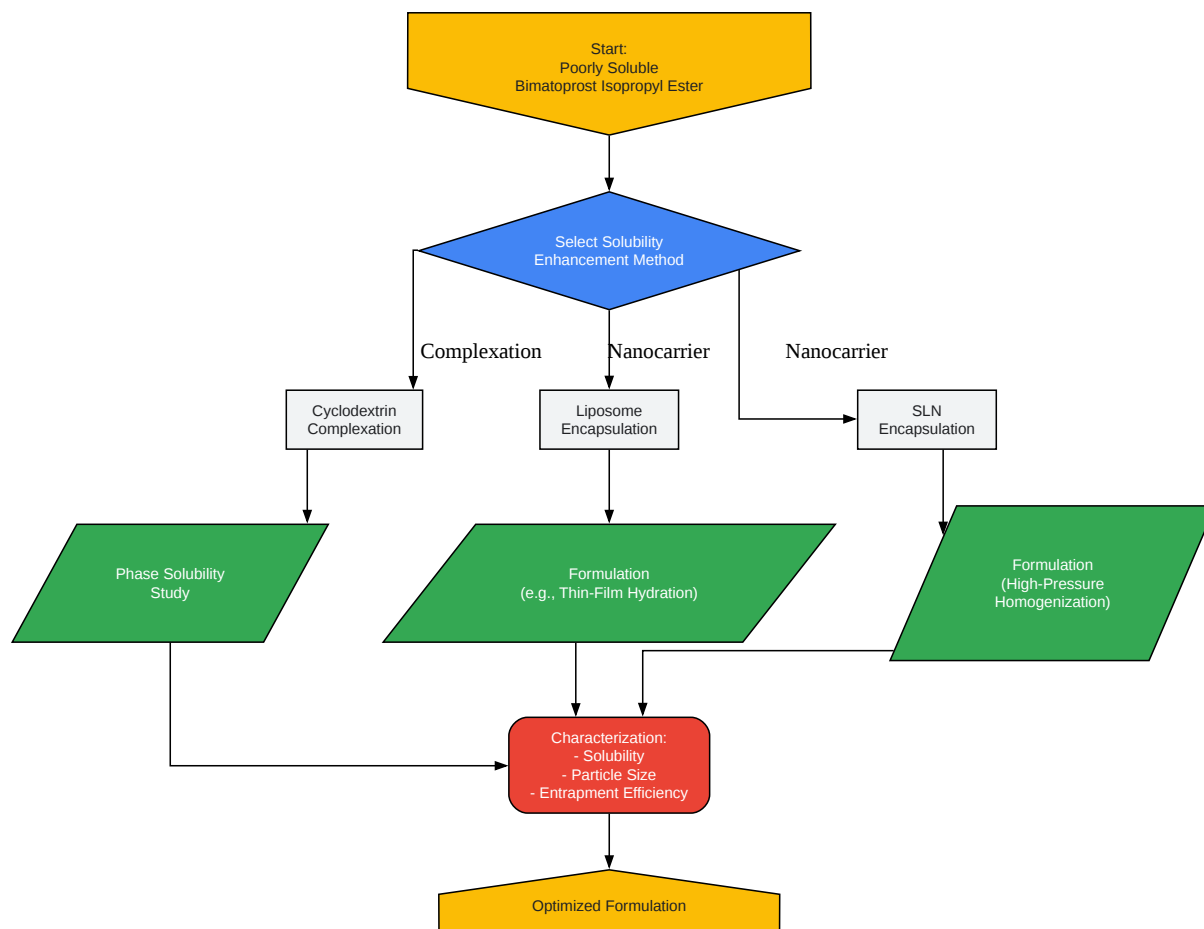 Start:
Poorly Soluble
Bimatoprost Isopropyl Ester
Select Solubility
Enhancement Method
Complexation
Nanocarrier
Nanocarrier
Cyclodextrin
Complexation
Liposome
Encapsulation
SLN
Encapsulation
Phase Solubility
Study
Formulation
(e.g., Thin-Film Hydration)
Formulation
(High-Pressure
Homogenization)
Characterization:
- Solubility
- Particle Size
- Entrapment Efficiency
Optimized Formulation